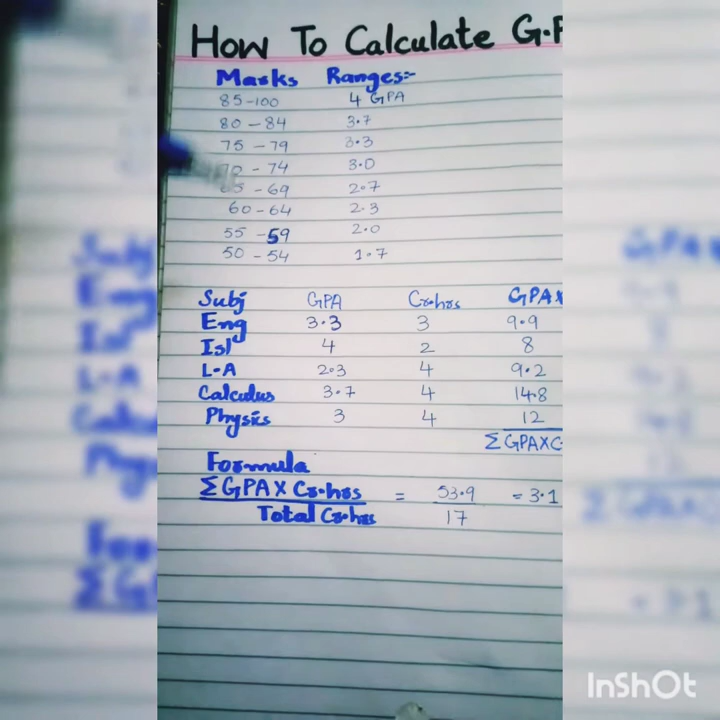 How To Calculate G.P
Marks Ranges:-
85-100 4 GPA
80-84 3.7
75-79 3.3
70-74 3.0
65-69 2.7
60-64 2.3
55-59 2.0
50-54 1.7
Subj GPA Cr.hrs GPAX
Eng 3.3 3 9.9
Isl 4 2 8
L.A 2.3 4 9.2
Calculus 3.7 4 14.8
Physics 3 4 12
ΣGPAXC
Formula
ΣGPAX Cr.hrs = 53.9 = 3.1
Total Cr.hrs 17
InShOt